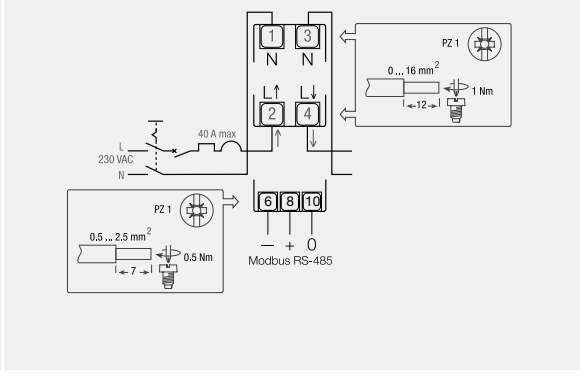 1 3
N N
PZ 1
0 ... 16 mm2
1 Nm
12
L↑ L↓
2 4
40 A max
L
230 VAC
N
6 8 10
PZ 1
0.5 ... 2.5 mm2
0.5 Nm
7
— + 0
Modbus RS-485